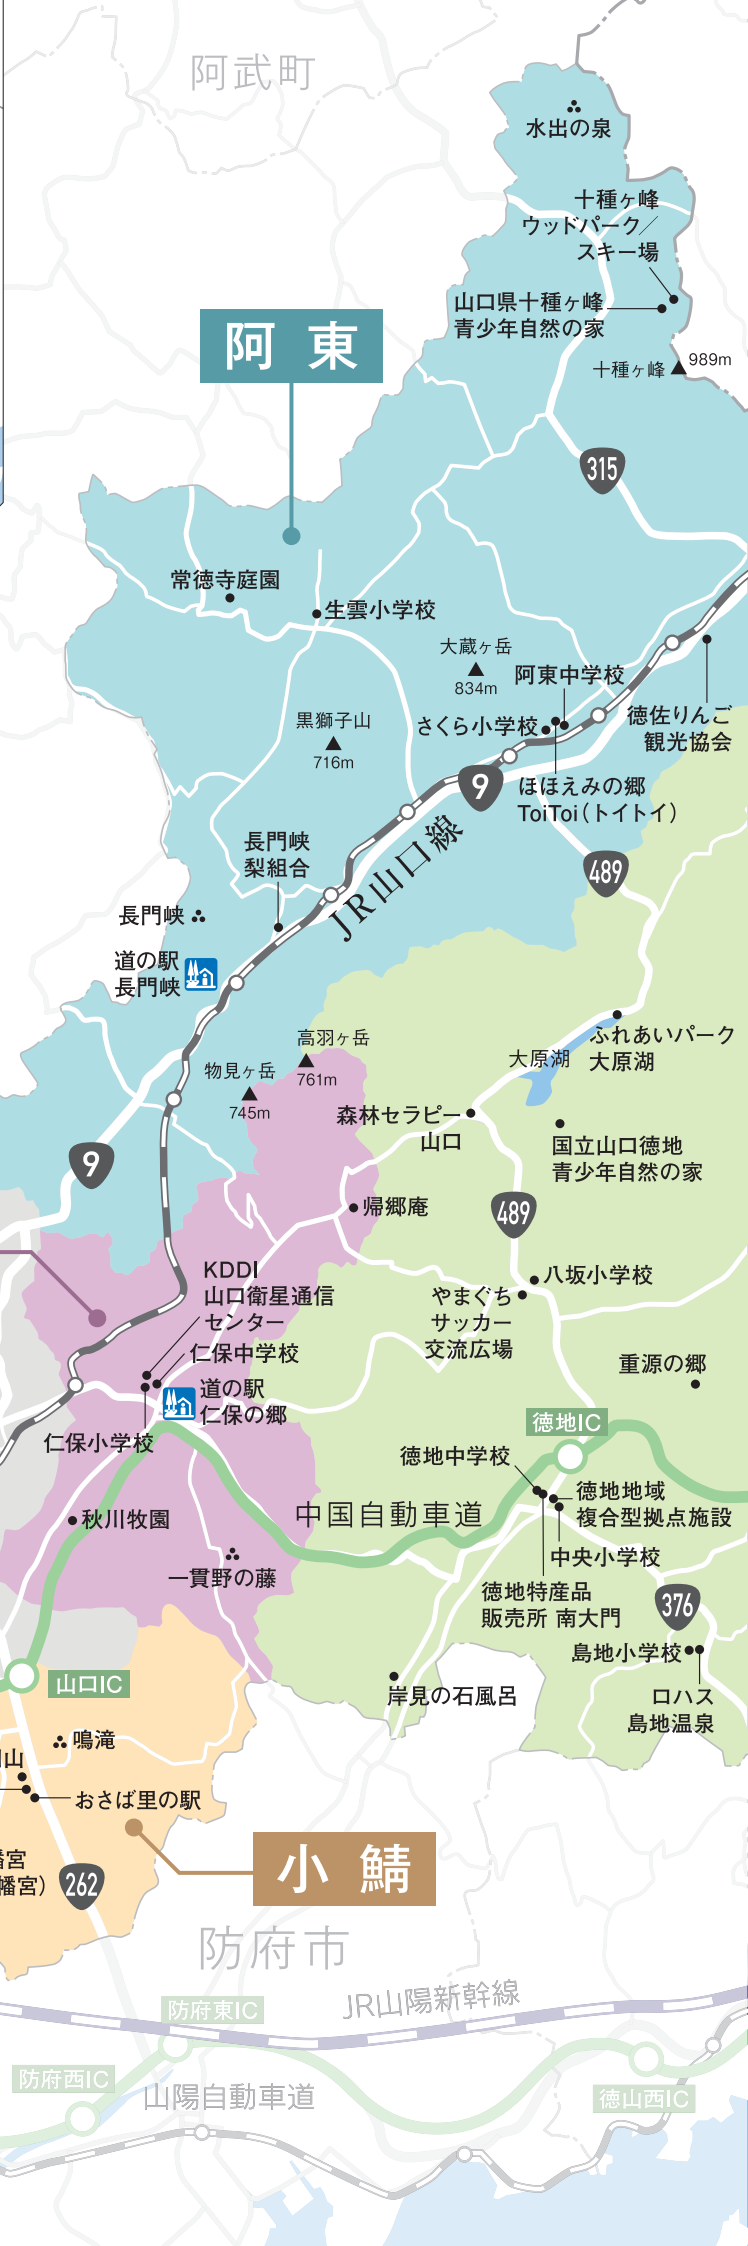 阿武町
水出の泉
十種ヶ峰
ウッドパーク／
スキー場
山口県十種ヶ峰
青少年自然の家
989m
十種ヶ峰
阿東
315
常徳寺庭園
生雲小学校
大蔵ヶ岳
834m
阿東中学校
黒獅子山
716m
さくら小学校
徳佐りんご
観光協会
9
ほほえみの郷
ToiToi（トイトイ）
JR山口線
長門峡
梨組合
489
長門峡
道の駅
長門峡
ふれあいパーク
大原湖
大原湖
高羽ヶ岳
761m
物見ヶ岳
745m
森林セラピー
山口
国立山口徳地
青少年自然の家
9
帰郷庵
489
KDDI
山口衛星通信
センター
八坂小学校
やまぐち
サッカー
交流広場
仁保中学校
重源の郷
道の駅
仁保の郷
仁保小学校
徳地IC
徳地中学校
徳地地域
複合型拠点施設
中国自動車道
秋川牧園
中央小学校
一貫野の藤
徳地特産品
販売所 南大門
376
島地小学校
山口IC
岸見の石風呂
ロハス
島地温泉
鳴滝
山
おさば里の駅
小鯖
宮
幡宮）
262
防府市
JR山陽新幹線
防府東IC
防府西IC
山陽自動車道
徳山西IC